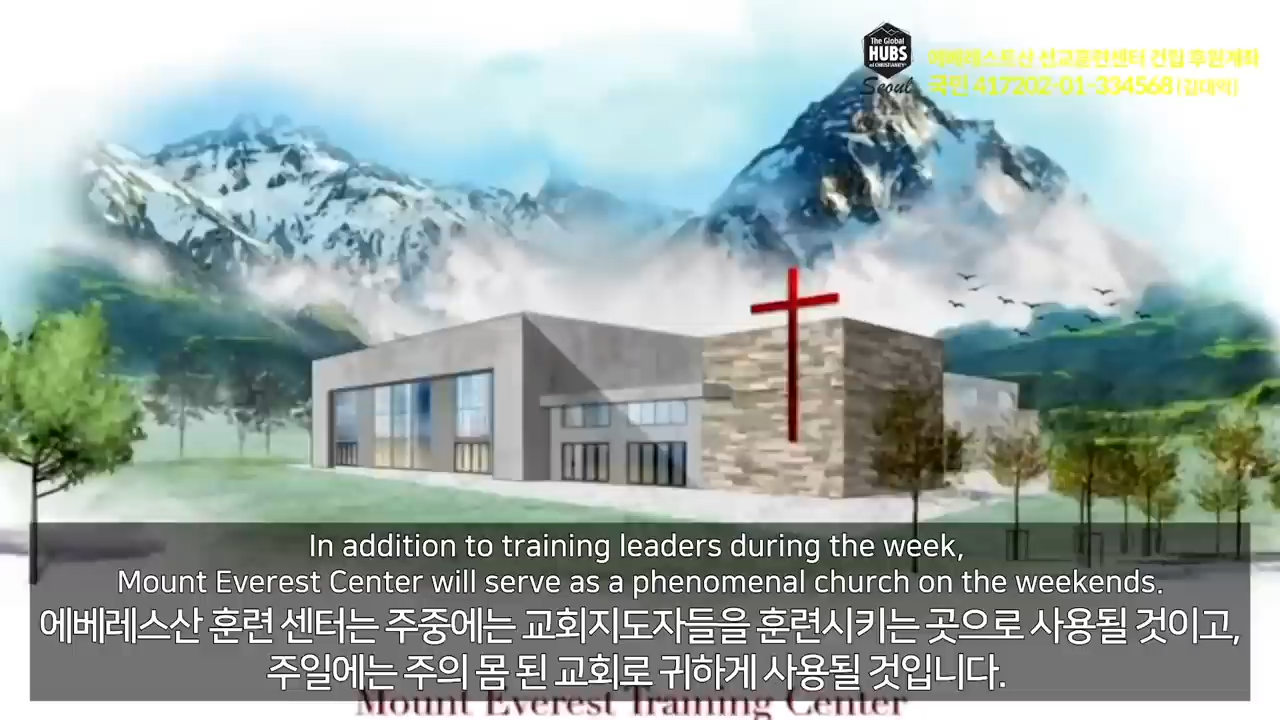 The Global
HUBS
of CHRISTIANITY
Seoul
에베레스트산 선교훈련센터 건립 후원계좌
국민 417202-01-334568 (김대덕)
In addition to training leaders during the week,
Mount Everest Center will serve as a phenomenal church on the weekends.
에베레스산 훈련 센터는 주중에는 교회지도자들을 훈련시키는 곳으로 사용될 것이고,
주일에는 주의 몸 된 교회로 귀하게 사용될 것입니다.
Mount Everest Training Center